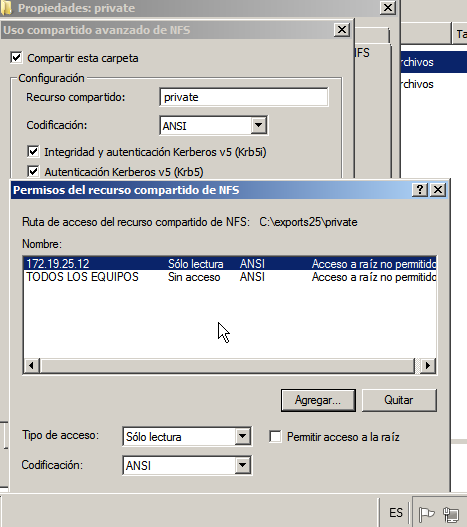 Propiedades: private
Uso compartido avanzado de NFS
NFS
Ta
Compartir esta carpeta
rchivos
Configuración
rchivos
Recurso compartido: private
Codificación: ANSI
Integridad y autenticación Kerberos v5 (Krb5i)
Autenticación Kerberos v5 (Krb5)
Permisos del recurso compartido de NFS
Ruta de acceso del recurso compartido de NFS: C:\exports25\private
Nombre:
172.19.25.12 Sólo lectura ANSI Acceso a raíz no permitido
TODOS LOS EQUIPOS Sin acceso ANSI Acceso a raíz no permitido
Agregar... Quitar
Tipo de acceso: Sólo lectura Permitir acceso a la raíz
Codificación: ANSI
ES